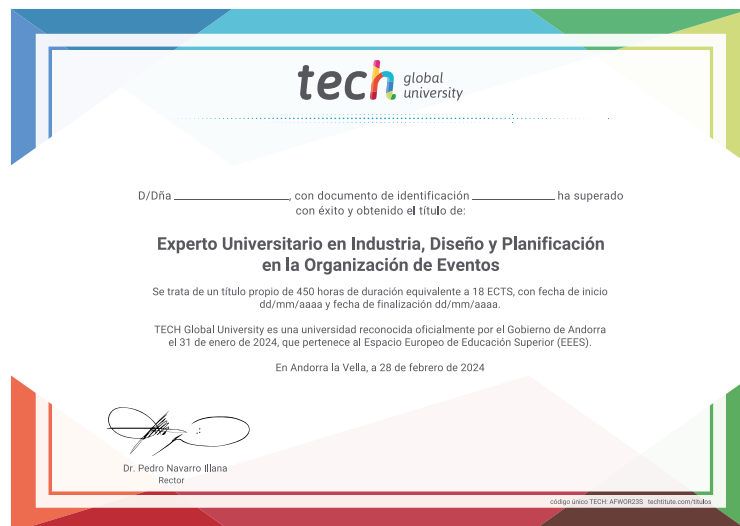 tech global university
D/Dña ____________________, con documento de identificación ______________ ha superado
con éxito y obtenido el título de:
Experto Universitario en Industria, Diseño y Planificación
en la Organización de Eventos
Se trata de un título propio de 450 horas de duración equivalente a 18 ECTS, con fecha de inicio
dd/mm/aaaa y fecha de finalización dd/mm/aaaa.
TECH Global University es una universidad reconocida oficialmente por el Gobierno de Andorra
el 31 de enero de 2024, que pertenece al Espacio Europeo de Educación Superior (EEES).
En Andorra la Vella, a 28 de febrero de 2024
Dr. Pedro Navarro Illana
Rector
código único TECH: AFWOR23S techtitute.com/titulos